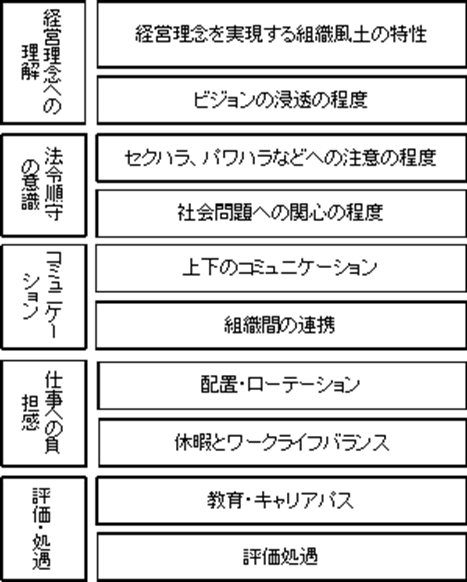 経営理念への
理解
経営理念を実現する組織風土の特性
ビジョンの浸透の程度
法令順守
の意識
セクハラ、パワハラなどへの注意の程度
社会問題への関心の程度
コミュニケー
ション
上下のコミュニケーション
組織間の連携
仕事への負
担感
配置・ローテーション
休暇とワークライフバランス
評価・処遇
教育・キャリアパス
評価処遇